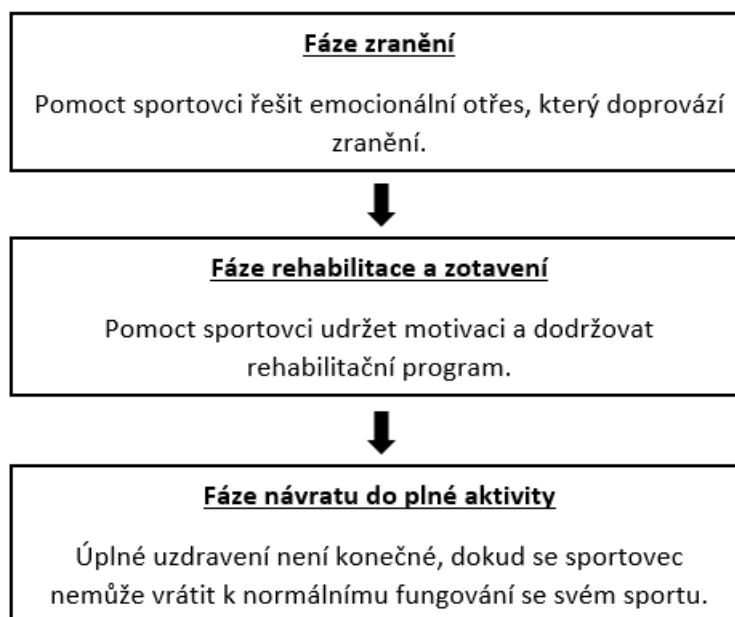 Fáze zranění
Pomoct sportovci řešit emocionální otřes, který doprovází
zranění.
Fáze rehabilitace a zotavení
Pomoct sportovci udržet motivaci a dodržovat
rehabilitační program.
Fáze návratu do plné aktivity
Úplné uzdravení není konečné, dokud se sportovec
nemůže vrátit k normálnímu fungování se svém sportu.